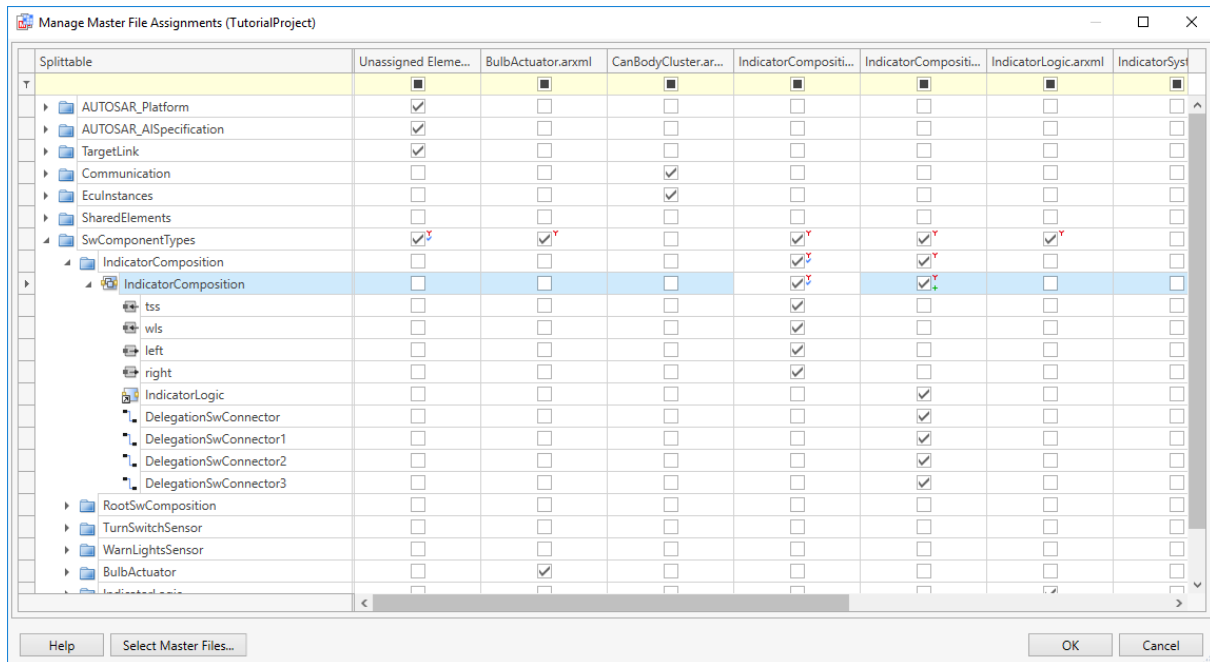 Manage Master File Assignments (TutorialProject)
Splittable Unassigned Eleme... BulbActuator.arxml CanBodyCluster.ar... IndicatorCompositi... IndicatorCompositi... IndicatorLogic.arxml IndicatorSyst
AUTOSAR_Platform
AUTOSAR_AISpecification
TargetLink
Communication
EcuInstances
SharedElements
SwComponentTypes
IndicatorComposition
IndicatorComposition
tss
wls
left
right
IndicatorLogic
DelegationSwConnector
DelegationSwConnector1
DelegationSwConnector2
DelegationSwConnector3
RootSwComposition
TurnSwitchSensor
WarnLightsSensor
BulbActuator
IndicatorLogic
Help Select Master Files... OK Cancel